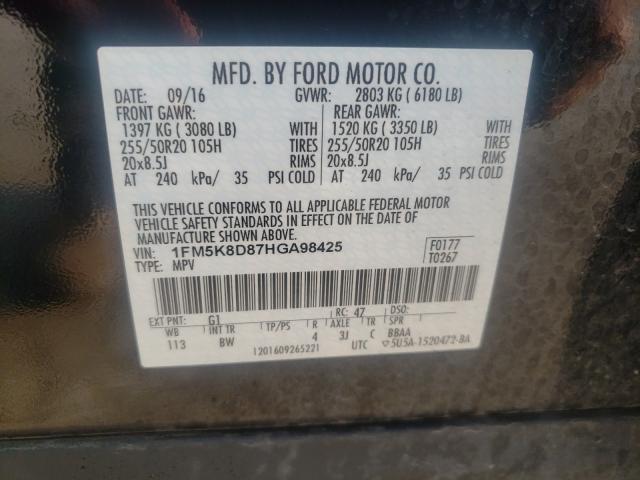 MFD. BY FORD MOTOR CO.
DATE: 09/16 GVWR: 2803 KG ( 6180 LB)
FRONT GAWR: REAR GAWR:
1397 KG ( 3080 LB) WITH 1520 KG ( 3350 LB) WITH
255/50R20 105H TIRES 255/50R20 105H TIRES
20x8.5J RIMS 20x8.5J RIMS
AT 240 kPa/ 35 PSI COLD AT 240 kPa/ 35 PSI COLD
THIS VEHICLE CONFORMS TO ALL APPLICABLE FEDERAL MOTOR
VEHICLE SAFETY STANDARDS IN EFFECT ON THE DATE OF
MANUFACTURE SHOWN ABOVE.
VIN: 1FM5K8D87HGA98425 F0177
TYPE: MPV T0267
EXT PNT: G1 RC: 47 DSO:
WB INT TR TP/PS R AXLE TR SPR
113 BW 4 3J C BBAA
1201609265221 UTC ▽5U5A-1520472-BA